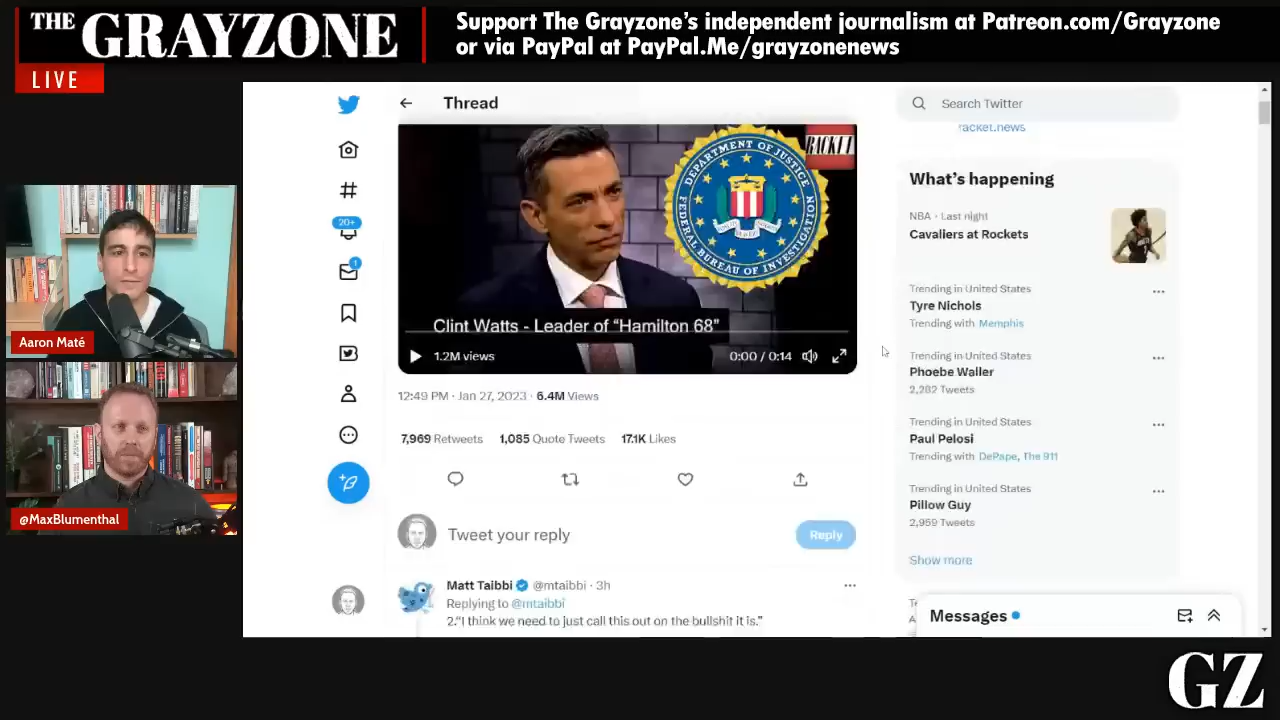 THE GRAYZONE
LIVE
Support The Grayzone's independent journalism at Patreon.com/Grayzone
or via PayPal at PayPal.Me/grayzonenews
Aaron Maté
@MaxBlumenthal
Thread
DEPARTMENT OF JUSTICE
FEDERAL BUREAU OF INVESTIGATION
Clint Watts - Leader of "Hamilton 68"
1.2M views
0:00 / 0:14
12:49 PM · Jan 27, 2023 · 6.4M Views
7,969 Retweets 1,085 Quote Tweets 17.1K Likes
Tweet your reply
Reply
Matt Taibbi @mtaibbi · 3h
Replying to @mtaibbi
2."I think we need to just call this out on the bullshit it is."
20+
1
Search Twitter
racket.news
What's happening
NBA · Last night
Cavaliers at Rockets
Trending in United States
Tyre Nichols
Trending with Memphis
Trending in United States
Phoebe Waller
2,282 Tweets
Trending in United States
Paul Pelosi
Trending with DePape, The 911
Trending in United States
Pillow Guy
2,959 Tweets
Show more
Messages
GZ